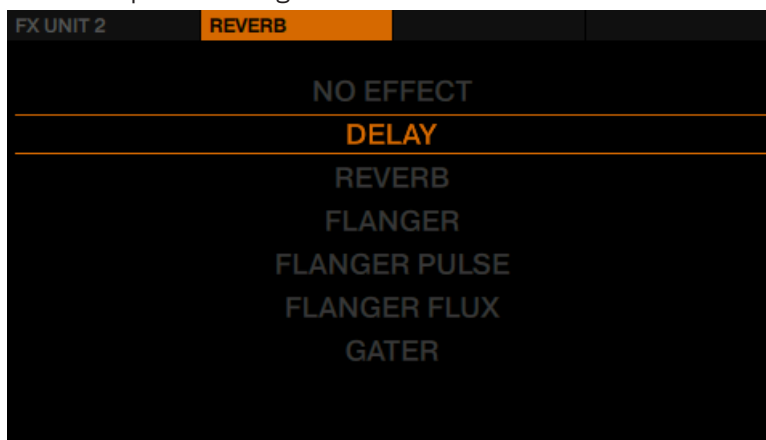 FX UNIT 2 REVERB
NO EFFECT
DELAY
REVERB
FLANGER
FLANGER PULSE
FLANGER FLUX
GATER